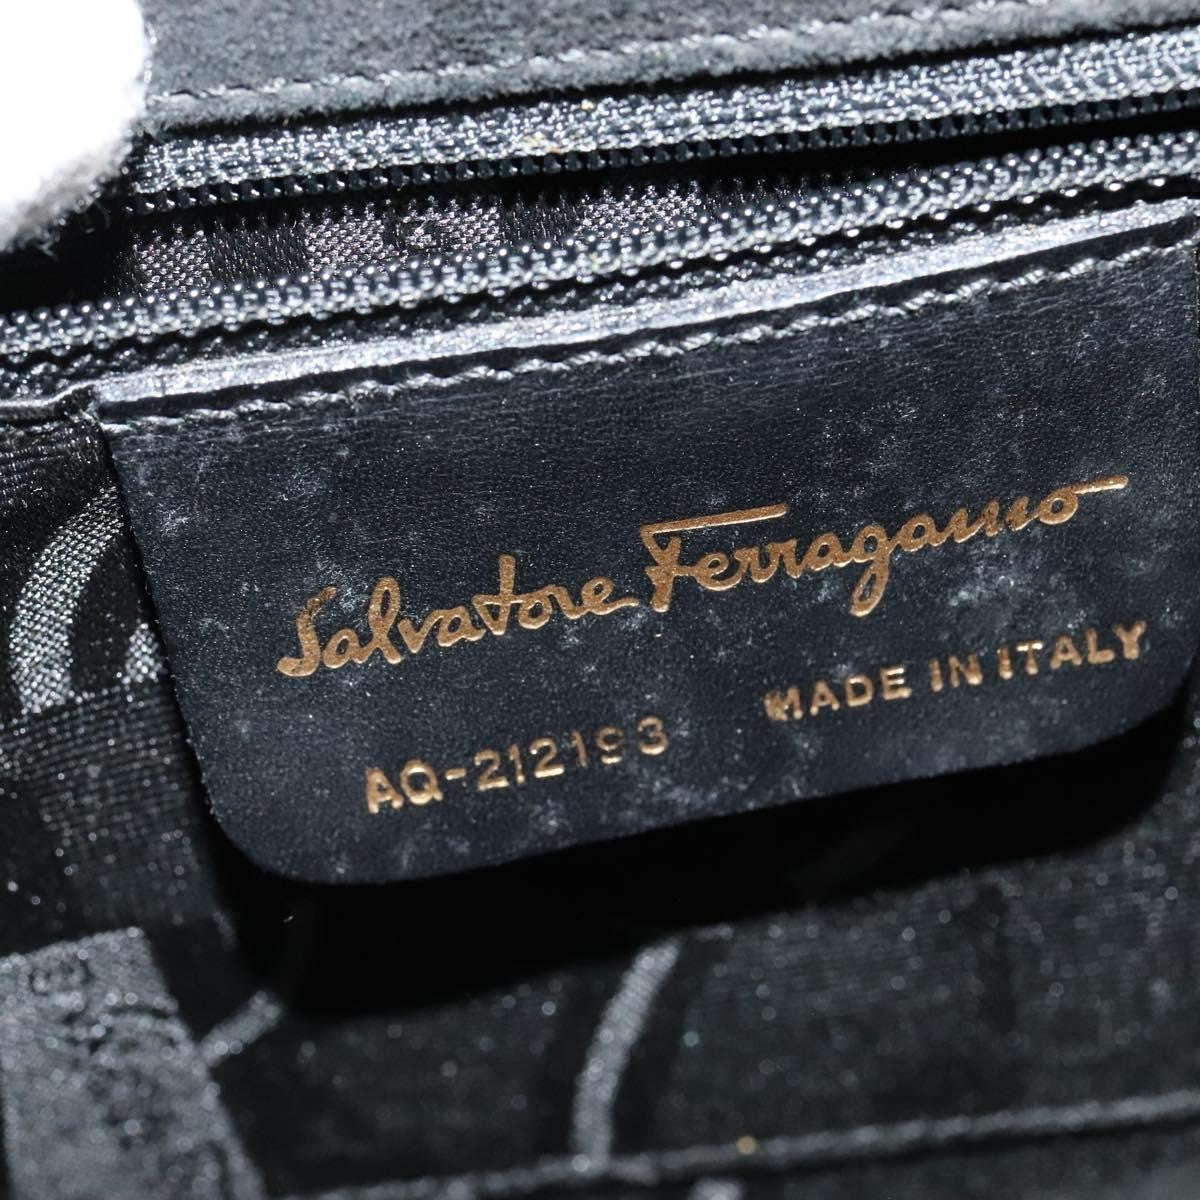 Salvatore Ferragamo
AQ-212193 MADE IN ITALY